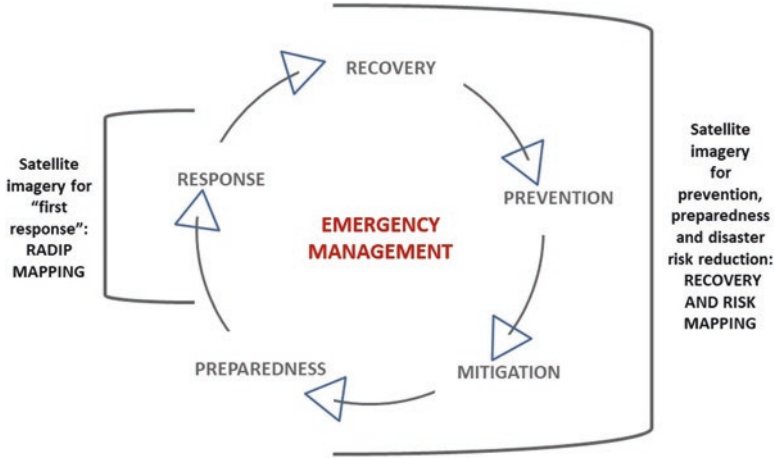 RECOVERY
Satellite
imagery for
“first
response”:
RADIP
MAPPING
RESPONSE
PREVENTION
EMERGENCY
MANAGEMENT
PREPAREDNESS
MITIGATION
Satellite
imagery
for
prevention,
preparedness
and disaster
risk reduction:
RECOVERY
AND RISK
MAPPING